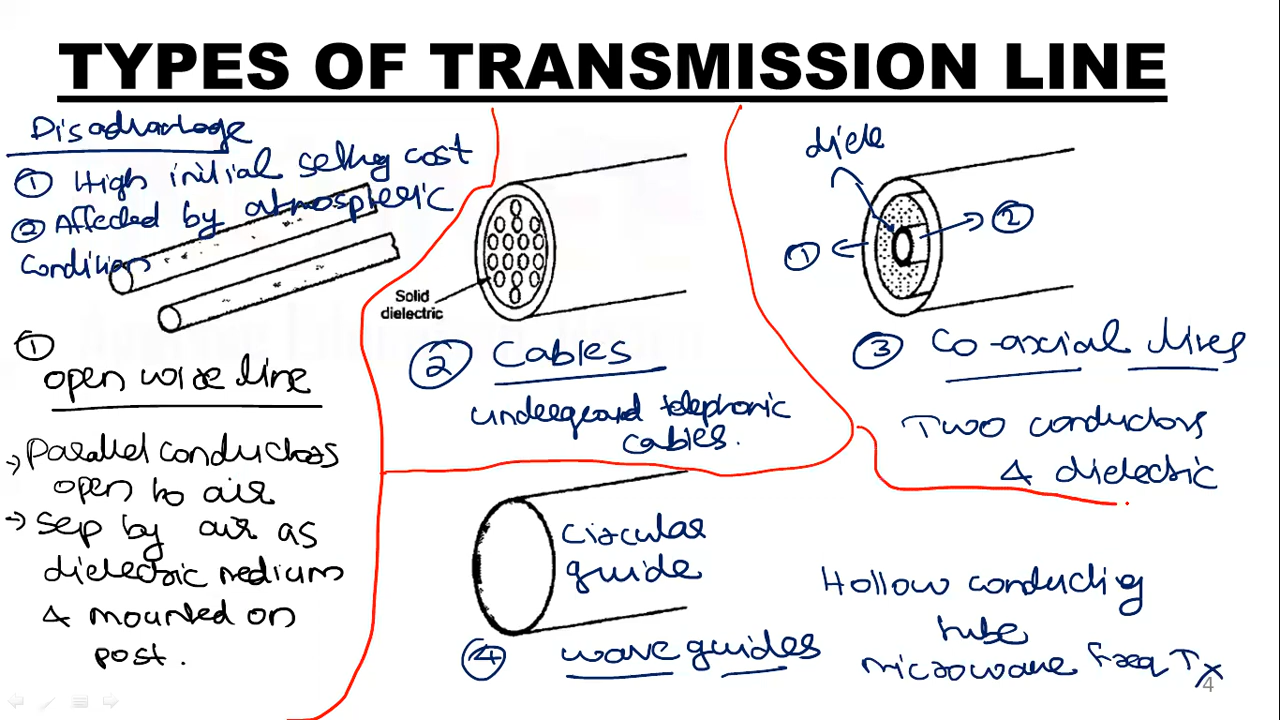 TYPES OF TRANSMISSION LINE
Disadvantage
① High initial setting cost
② Affected by atmospheric
Condition
① open wire line
→ Parallel conductors
open to air
→ Sep by air as
dielectric medium
& mounted on
post.
Solid
dielectric
② Cables
underground telephonic
cables.
diele
①
②
③ Co-axial lines
Two conductors
& dielectric
Circular
guide
④ wave guides
Hollow conducting
tube
microwave freq Tx
4